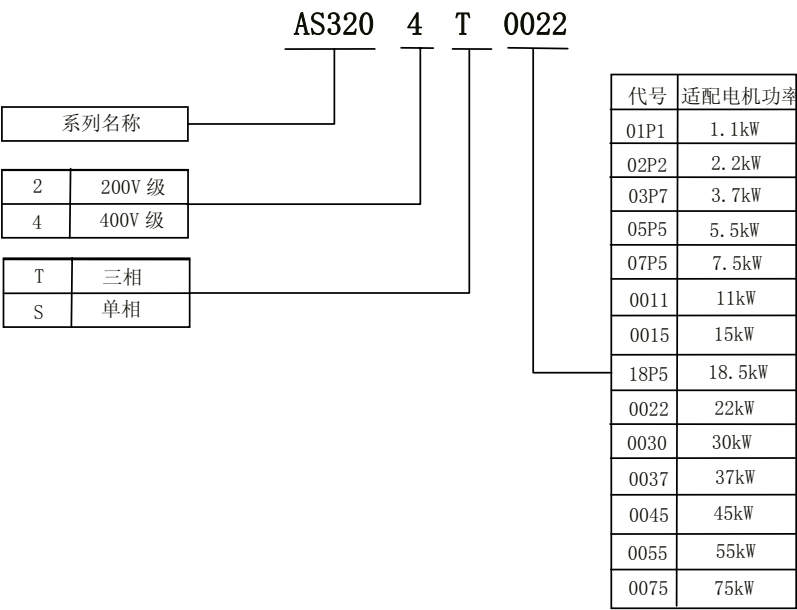 AS320 4 T 0022
系列名称
2 200V 级
4 400V 级
T 三相
S 单相
代号 适配电机功率
01P1 1.1kW
02P2 2.2kW
03P7 3.7kW
05P5 5.5kW
07P5 7.5kW
0011 11kW
0015 15kW
18P5 18.5kW
0022 22kW
0030 30kW
0037 37kW
0045 45kW
0055 55kW
0075 75kW